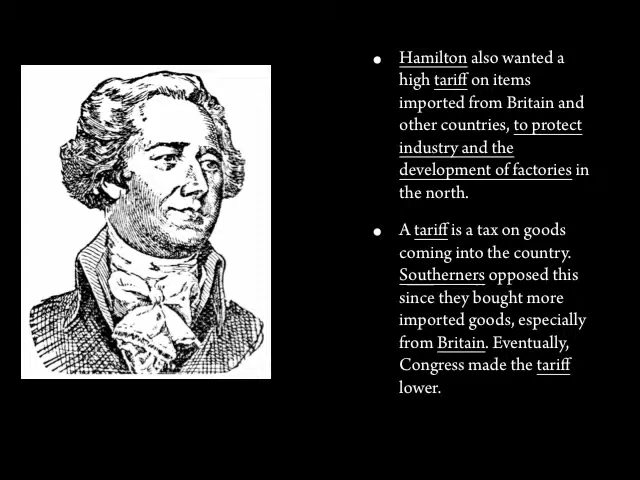 • Hamilton also wanted a
high tariff on items
imported from Britain and
other countries, to protect
industry and the
development of factories in
the north.
• A tariff is a tax on goods
coming into the country.
Southerners opposed this
since they bought more
imported goods, especially
from Britain. Eventually,
Congress made the tariff
lower.